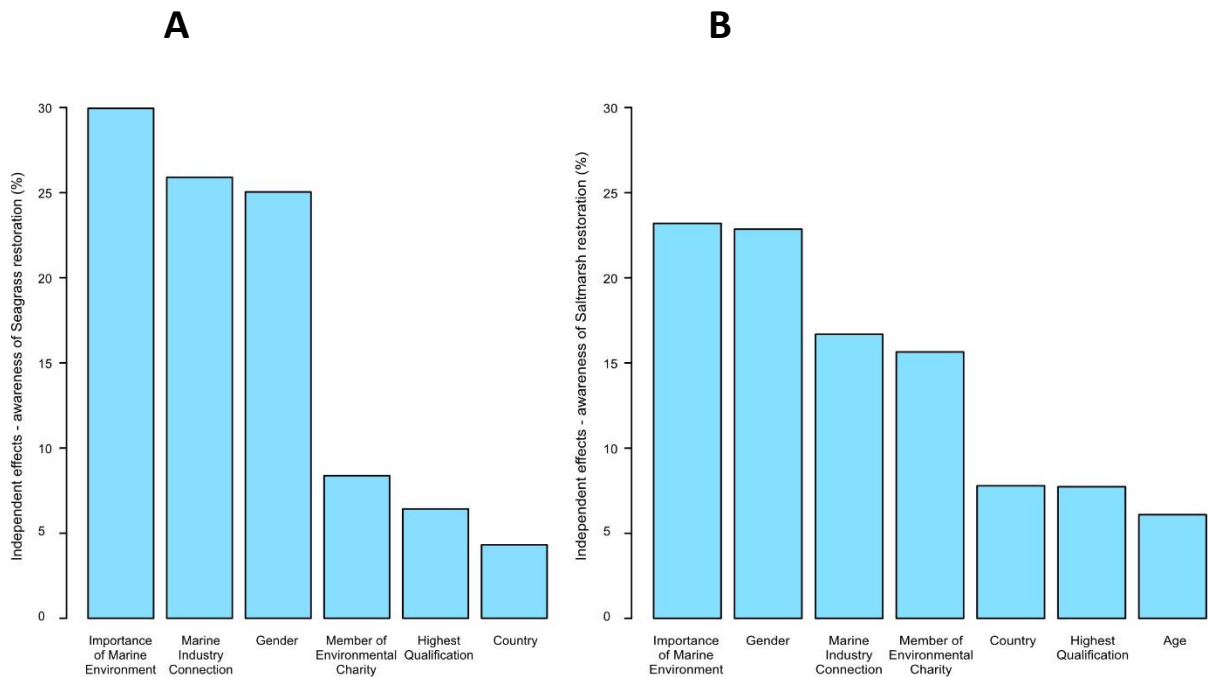 A
B
Independent effects - awareness of Seagrass restoration (%)
30
25
20
15
10
5
0
Importance
of Marine
Environment
Marine
Industry
Connection
Gender
Member of
Environmental
Charity
Highest
Qualification
Country
Independent effects - awareness of Saltmarsh restoration (%)
30
25
20
15
10
5
0
Importance
of Marine
Environment
Gender
Marine
Industry
Connection
Member of
Environmental
Charity
Country
Highest
Qualification
Age